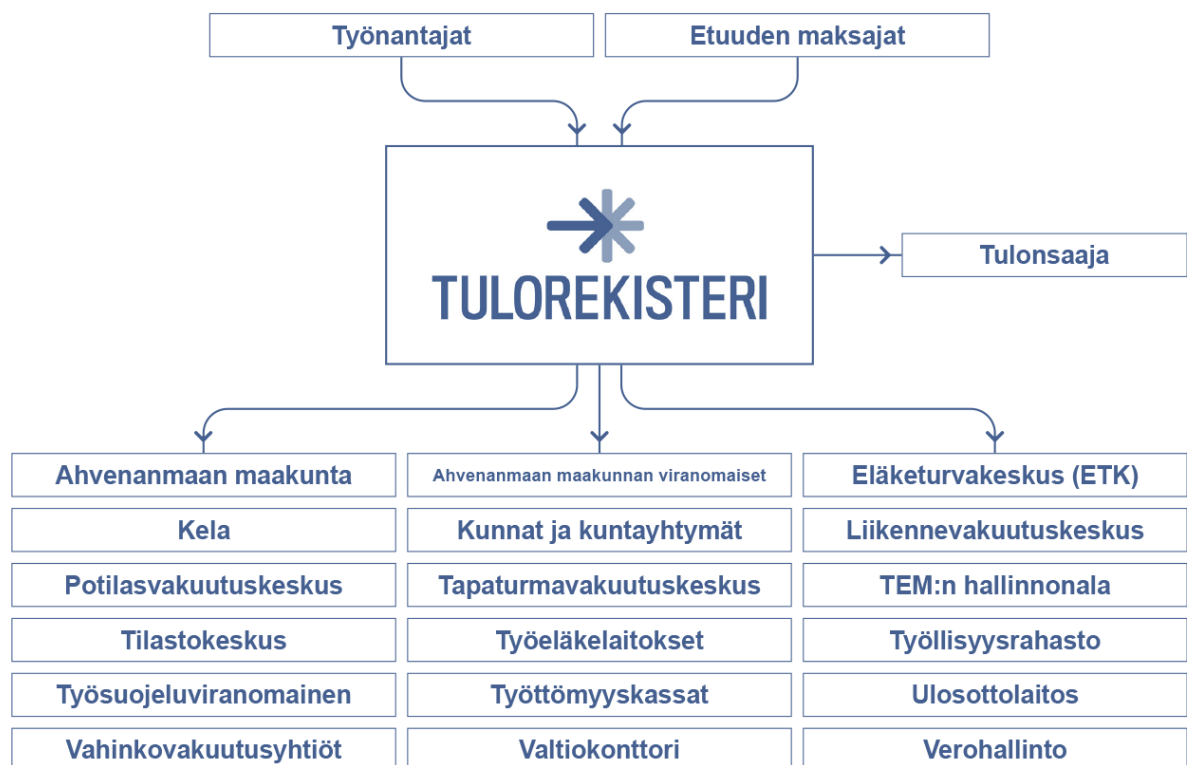 Työnantajat
Etuuden maksajat
TULOREKISTERI
Tulonsaaja
Ahvenanmaan maakunta
Ahvenanmaan maakunnan viranomaiset
Eläketurvakeskus (ETK)
Kela
Kunnat ja kuntayhtymät
Liikennevakuutuskeskus
Potilasvakuutuskeskus
Tapaturmavakuutuskeskus
TEM:n hallinnonala
Tilastokeskus
Työeläkelaitokset
Työllisyysrahasto
Työsuojeluviranomainen
Työttömyyskassat
Ulosottolaitos
Vahinkovakuutusyhtiöt
Valtiokonttori
Verohallinto